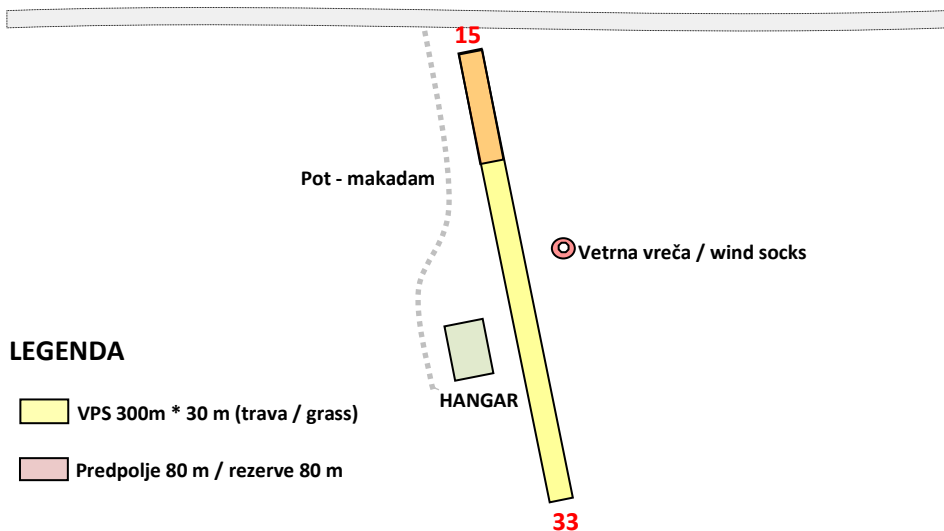 15
Pot - makadam
Vetrna vreča / wind socks
LEGENDA
HANGAR
VPS 300m * 30 m (trava / grass)
Predpolje 80 m / rezerve 80 m
33